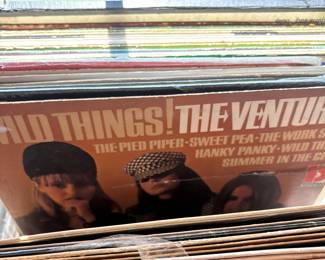 ILD THINGS! THE VENTUR
THE PIED PIPER·SWEET PEA·THE WORK S
HANKY PANKY·WILD TH
SUMMER IN THE C